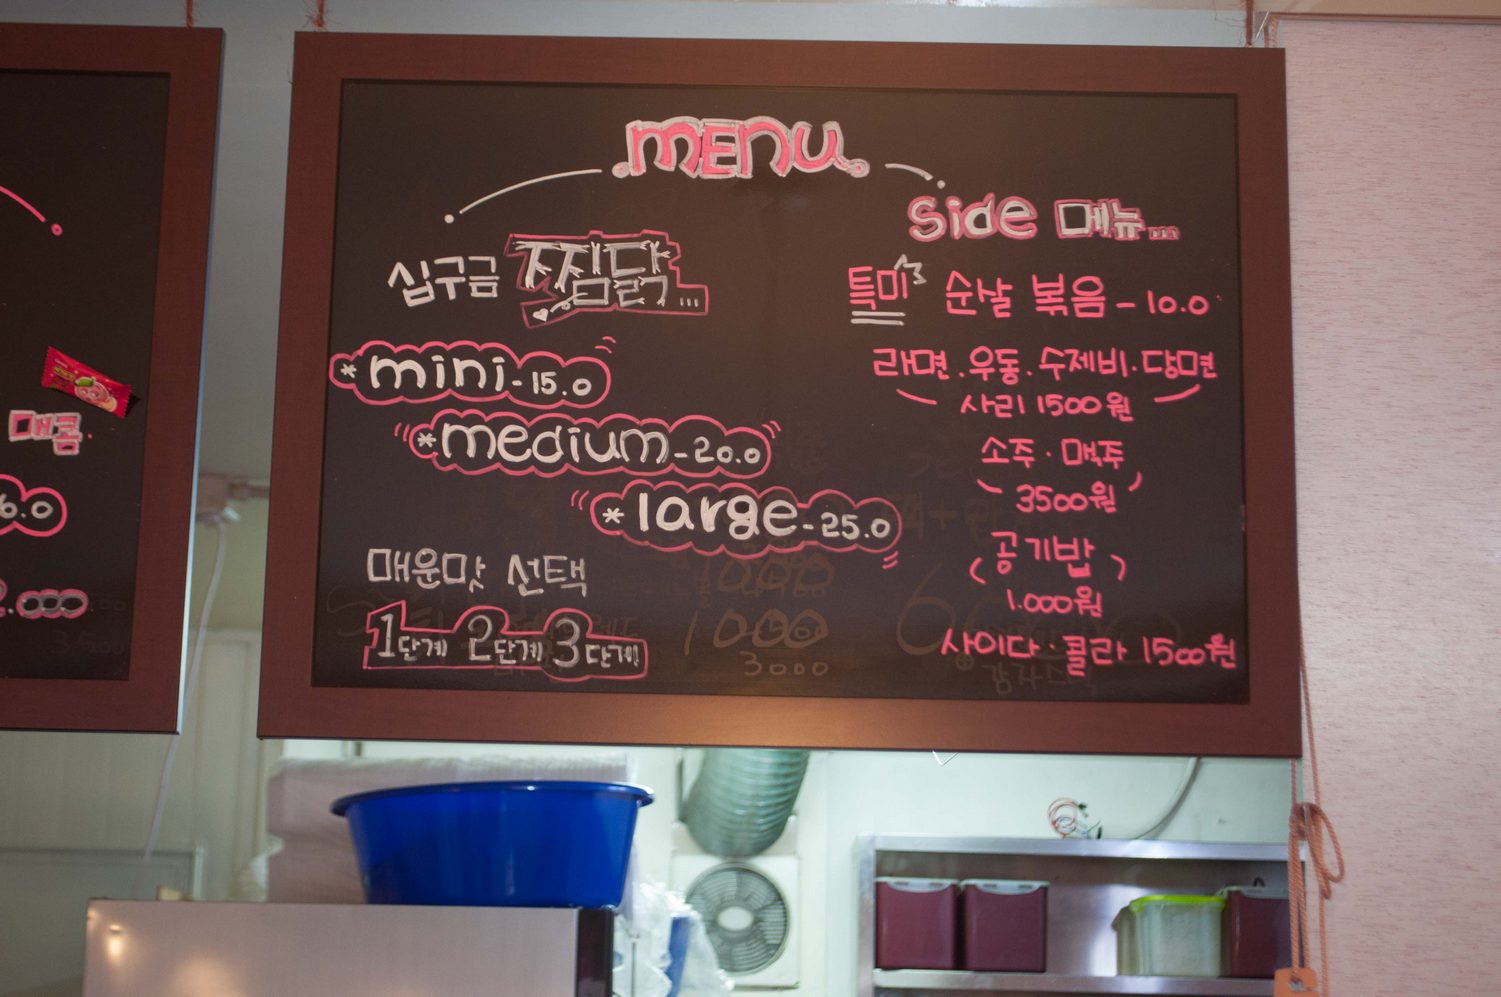 MENU
십구금 찜닭...
* mini - 15.0
* medium - 20.0
* large - 25.0
매운맛 선택
1단계 2단계 3단계
side 메뉴...
특미 순살 볶음 - 10.0
라면. 우동. 수제비. 당면
사리 1500원
소주 · 맥주
3500원
공기밥
1.000원
사이다 · 콜라 1500원
매콤
6.0
1000
3000